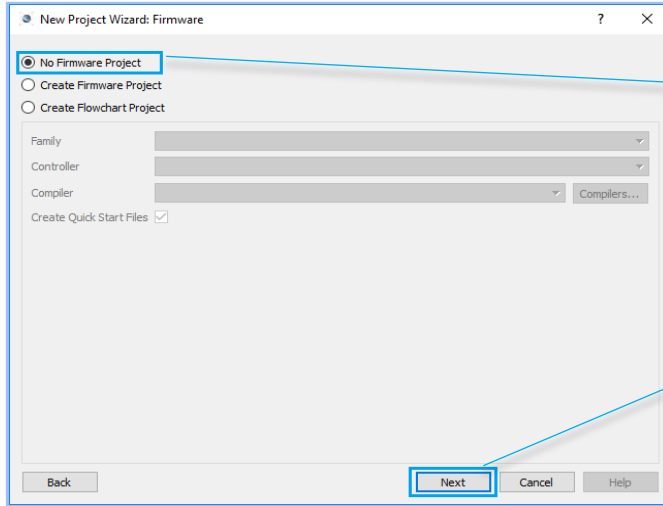 New Project Wizard: Firmware
No Firmware Project
Create Firmware Project
Create Flowchart Project
Family
Controller
Compiler
Compilers...
Create Quick Start Files
Back
Next
Cancel
Help